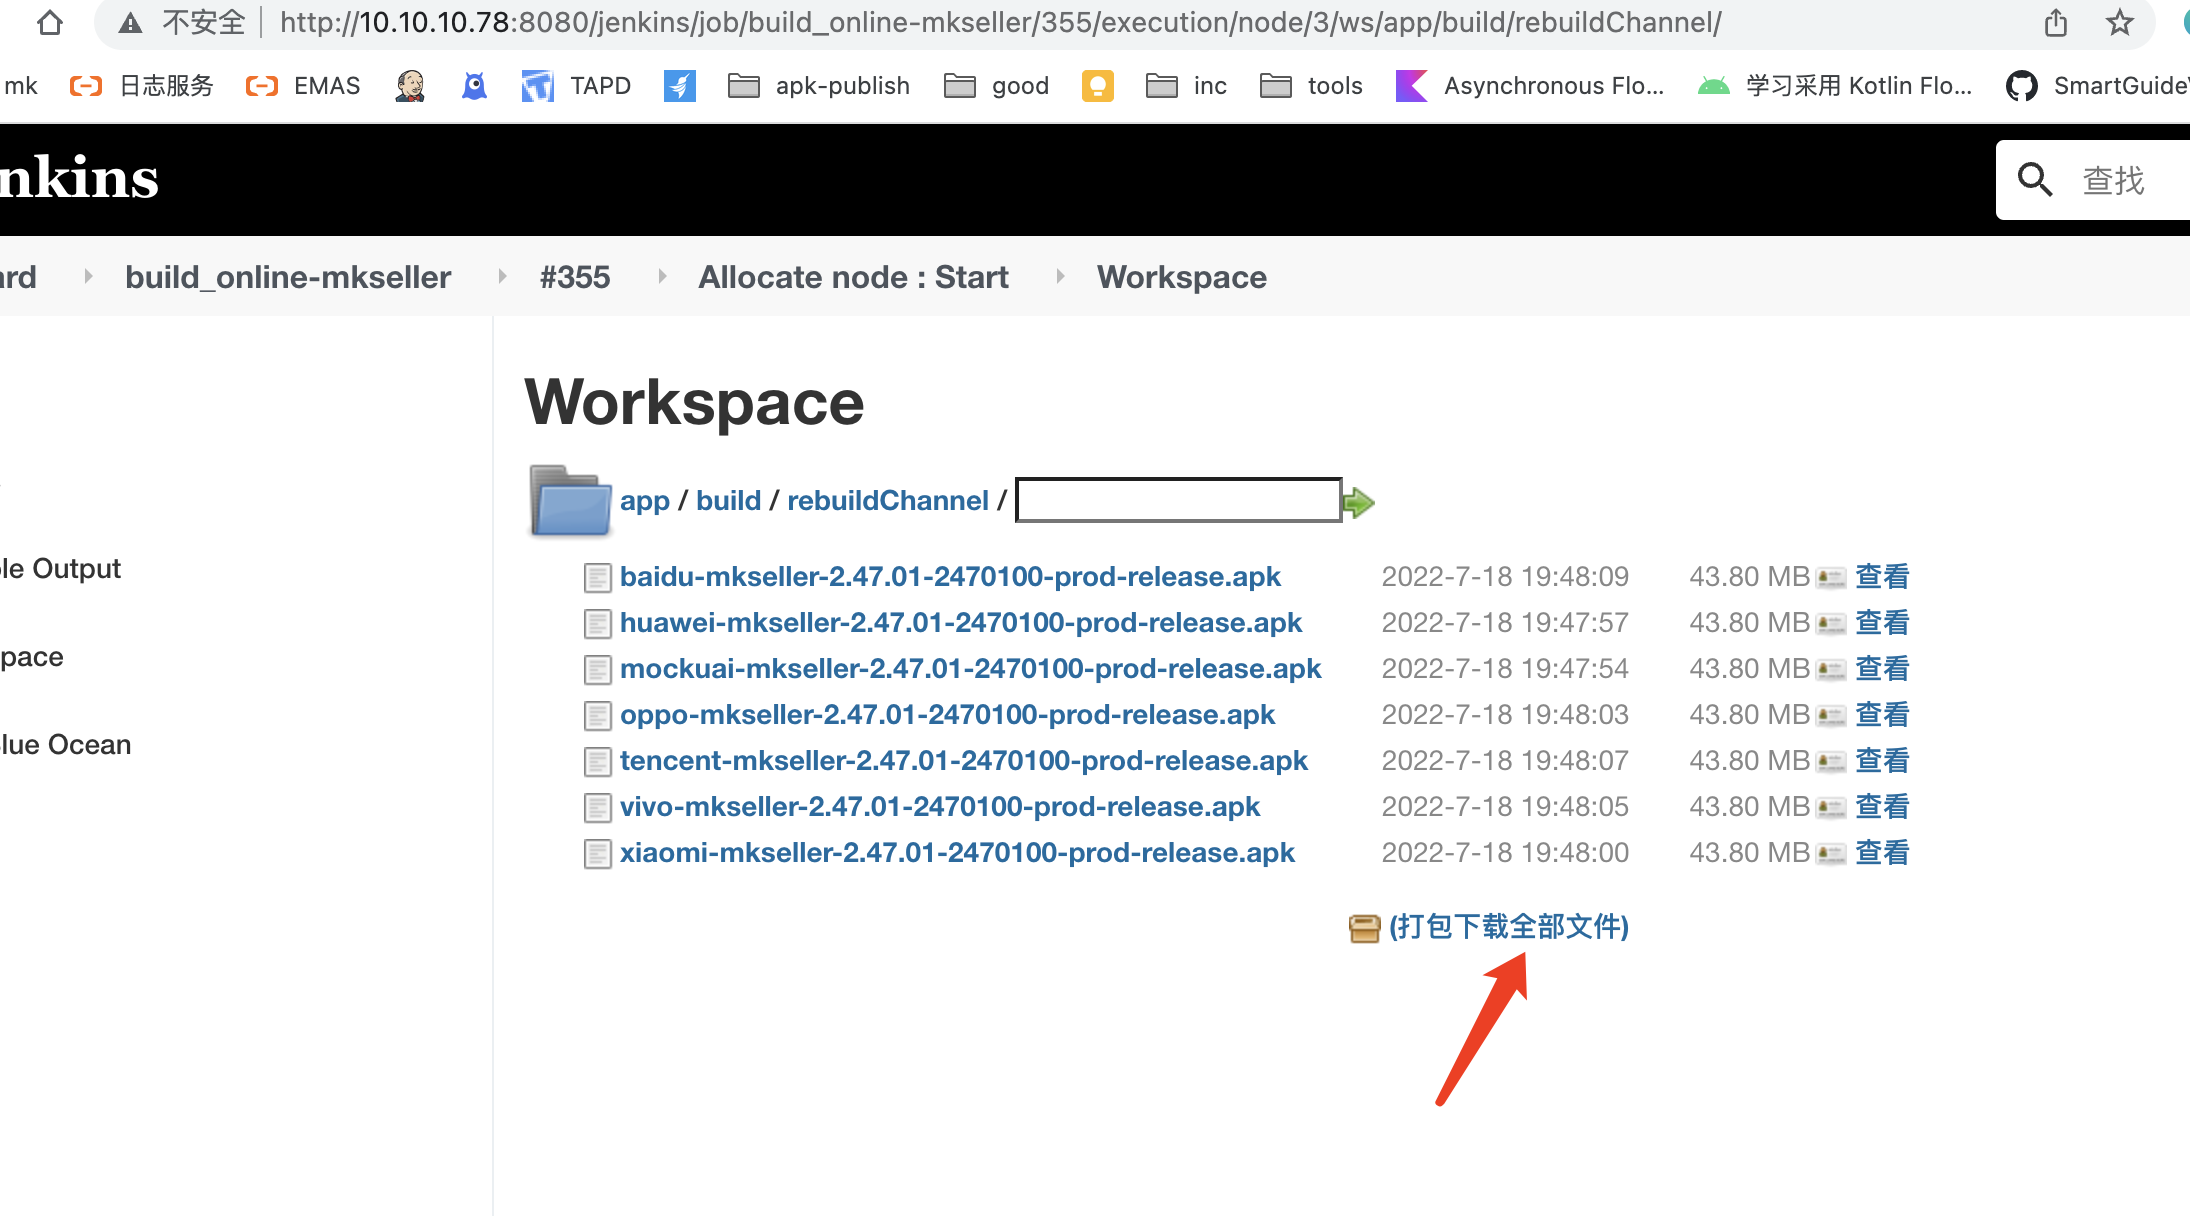 不安全 http://10.10.10.78:8080/jenkins/job/build_online-mkseller/355/execution/node/3/ws/app/build/rebuildChannel/
mk 日志服务 EMAS TAPD apk-publish good inc tools Asynchronous Flo... 学习采用 Kotlin Flo... SmartGuide
nkins 查找
ard build_online-mkseller #355 Allocate node : Start Workspace
Workspace
app / build / rebuildChannel /
baidu-mkseller-2.47.01-2470100-prod-release.apk 2022-7-18 19:48:09 43.80 MB 查看
huawei-mkseller-2.47.01-2470100-prod-release.apk 2022-7-18 19:47:57 43.80 MB 查看
mockuai-mkseller-2.47.01-2470100-prod-release.apk 2022-7-18 19:47:54 43.80 MB 查看
oppo-mkseller-2.47.01-2470100-prod-release.apk 2022-7-18 19:48:03 43.80 MB 查看
tencent-mkseller-2.47.01-2470100-prod-release.apk 2022-7-18 19:48:07 43.80 MB 查看
vivo-mkseller-2.47.01-2470100-prod-release.apk 2022-7-18 19:48:05 43.80 MB 查看
xiaomi-mkseller-2.47.01-2470100-prod-release.apk 2022-7-18 19:48:00 43.80 MB 查看
(打包下载全部文件)
le Output
pace
lue Ocean